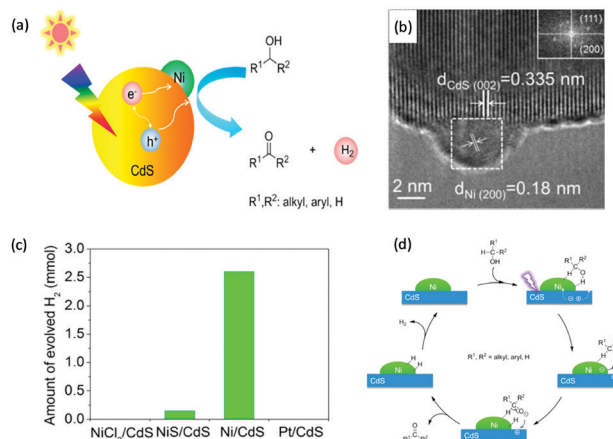 (a)
OH
R¹ R²
Ni
e⁻
h⁺
CdS
O
R¹ R²
+
H₂
R¹,R²: alkyl, aryl, H
(b)
(111)
(200)
d CdS (002)=0.335 nm
2 nm
d Ni (200)=0.18 nm
(c)
Amount of evolved H₂ (mmol)
3.0
2.5
2.0
1.5
1.0
0.5
0.0
NiCl₂/CdS NiS/CdS Ni/CdS Pt/CdS
(d)
Ni
CdS
Ni
CdS
H₂
R¹, R² = alkyl, aryl, H
Ni
CdS
Ni
CdS
Ni
CdS